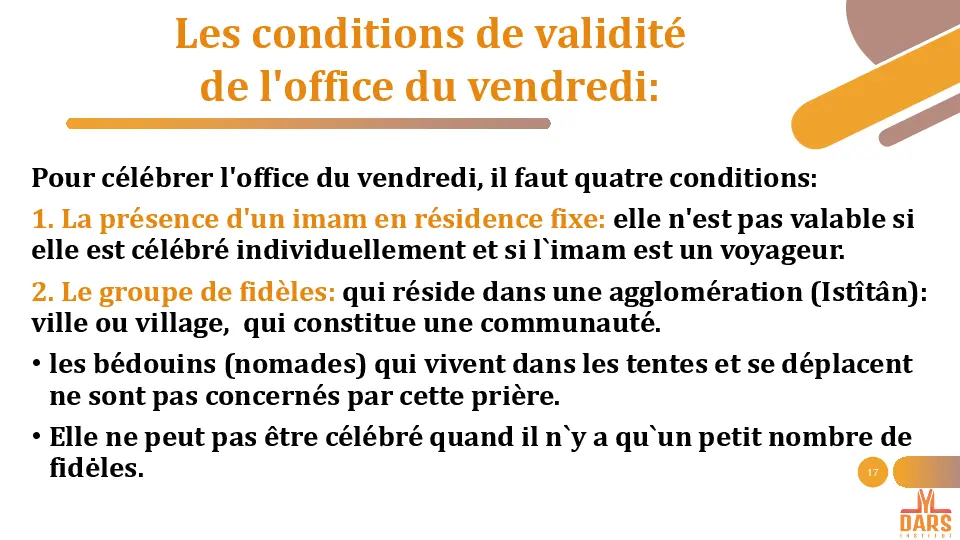 Les conditions de validité
de l'office du vendredi:
Pour célébrer l'office du vendredi, il faut quatre conditions:
1. La présence d'un imam en résidence fixe: elle n'est pas valable si
elle est célébré individuellement et si l`imam est un voyageur.
2. Le groupe de fidèles: qui réside dans une agglomération (Istîtân):
ville ou village,  qui constitue une communauté.
• les bédouins (nomades) qui vivent dans les tentes et se déplacent
ne sont pas concernés par cette prière.
• Elle ne peut pas être célébré quand il n`y a qu`un petit nombre de
fidėles.
17
DARS
INSTITUT